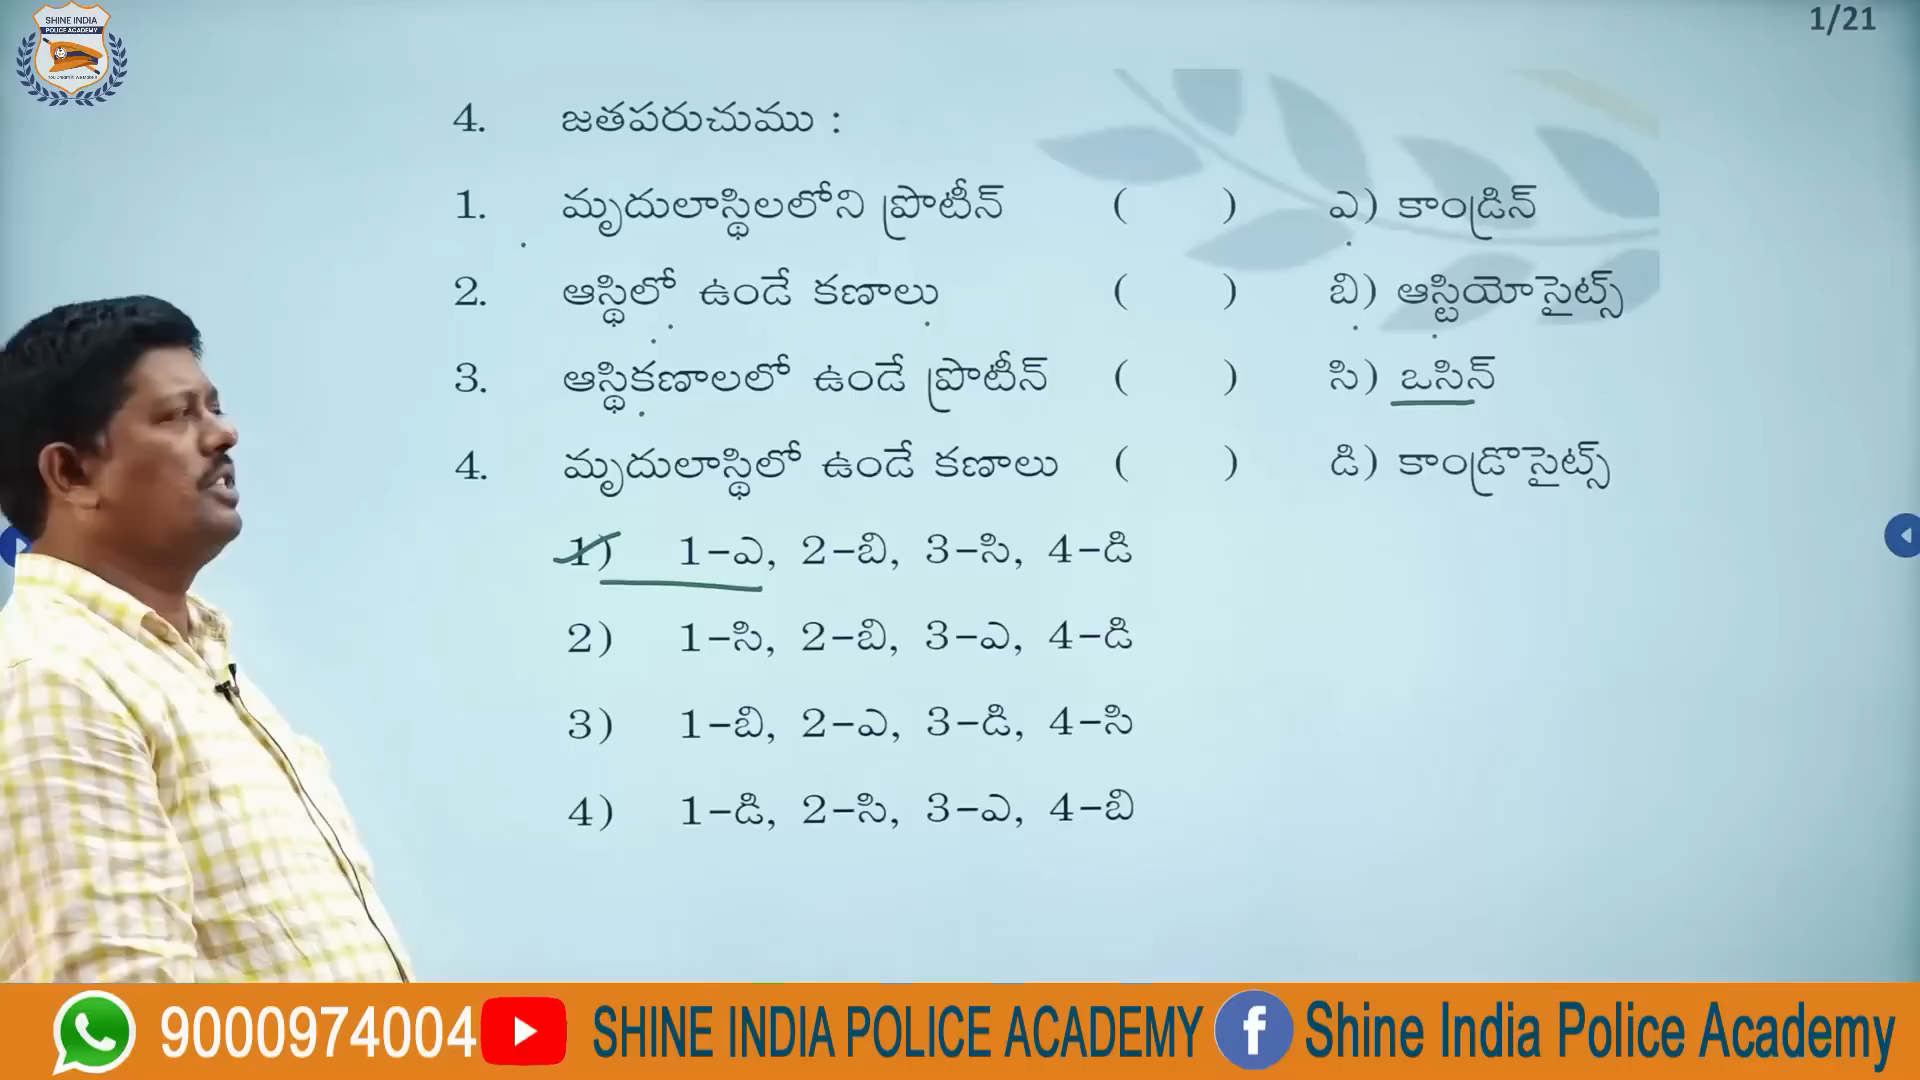 SHINE INDIA
POLICE ACADEMY
1/21
4. జతపరుచుము :
1. మృదులాస్థిలలోని ప్రొటీన్ ( ) ఎ) కాండ్రిన్
2. ఆస్థిలో ఉండే కణాలు ( ) బి) ఆస్టియోసైట్స్
3. ఆస్థికణాలలో ఉండే ప్రొటీన్ ( ) సి) ఒసిన్
4. మృదులాస్థిలో ఉండే కణాలు ( ) డి) కాండ్రొసైట్స్
1) 1-ఎ, 2-బి, 3-సి, 4-డి
2) 1-సి, 2-బి, 3-ఎ, 4-డి
3) 1-బి, 2-ఎ, 3-డి, 4-సి
4) 1-డి, 2-సి, 3-ఎ, 4-బి
9000974004 SHINE INDIA POLICE ACADEMY Shine India Police Academy